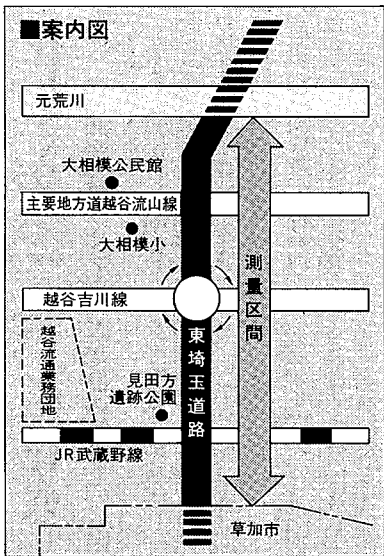 ■案内図
元荒川
大相模公民館
主要地方道越谷流山線
大相模小
測量区間
越谷吉川線
越谷流通業務団地
東埼玉道路
見田方
遺跡公園
JR武蔵野線
草加市